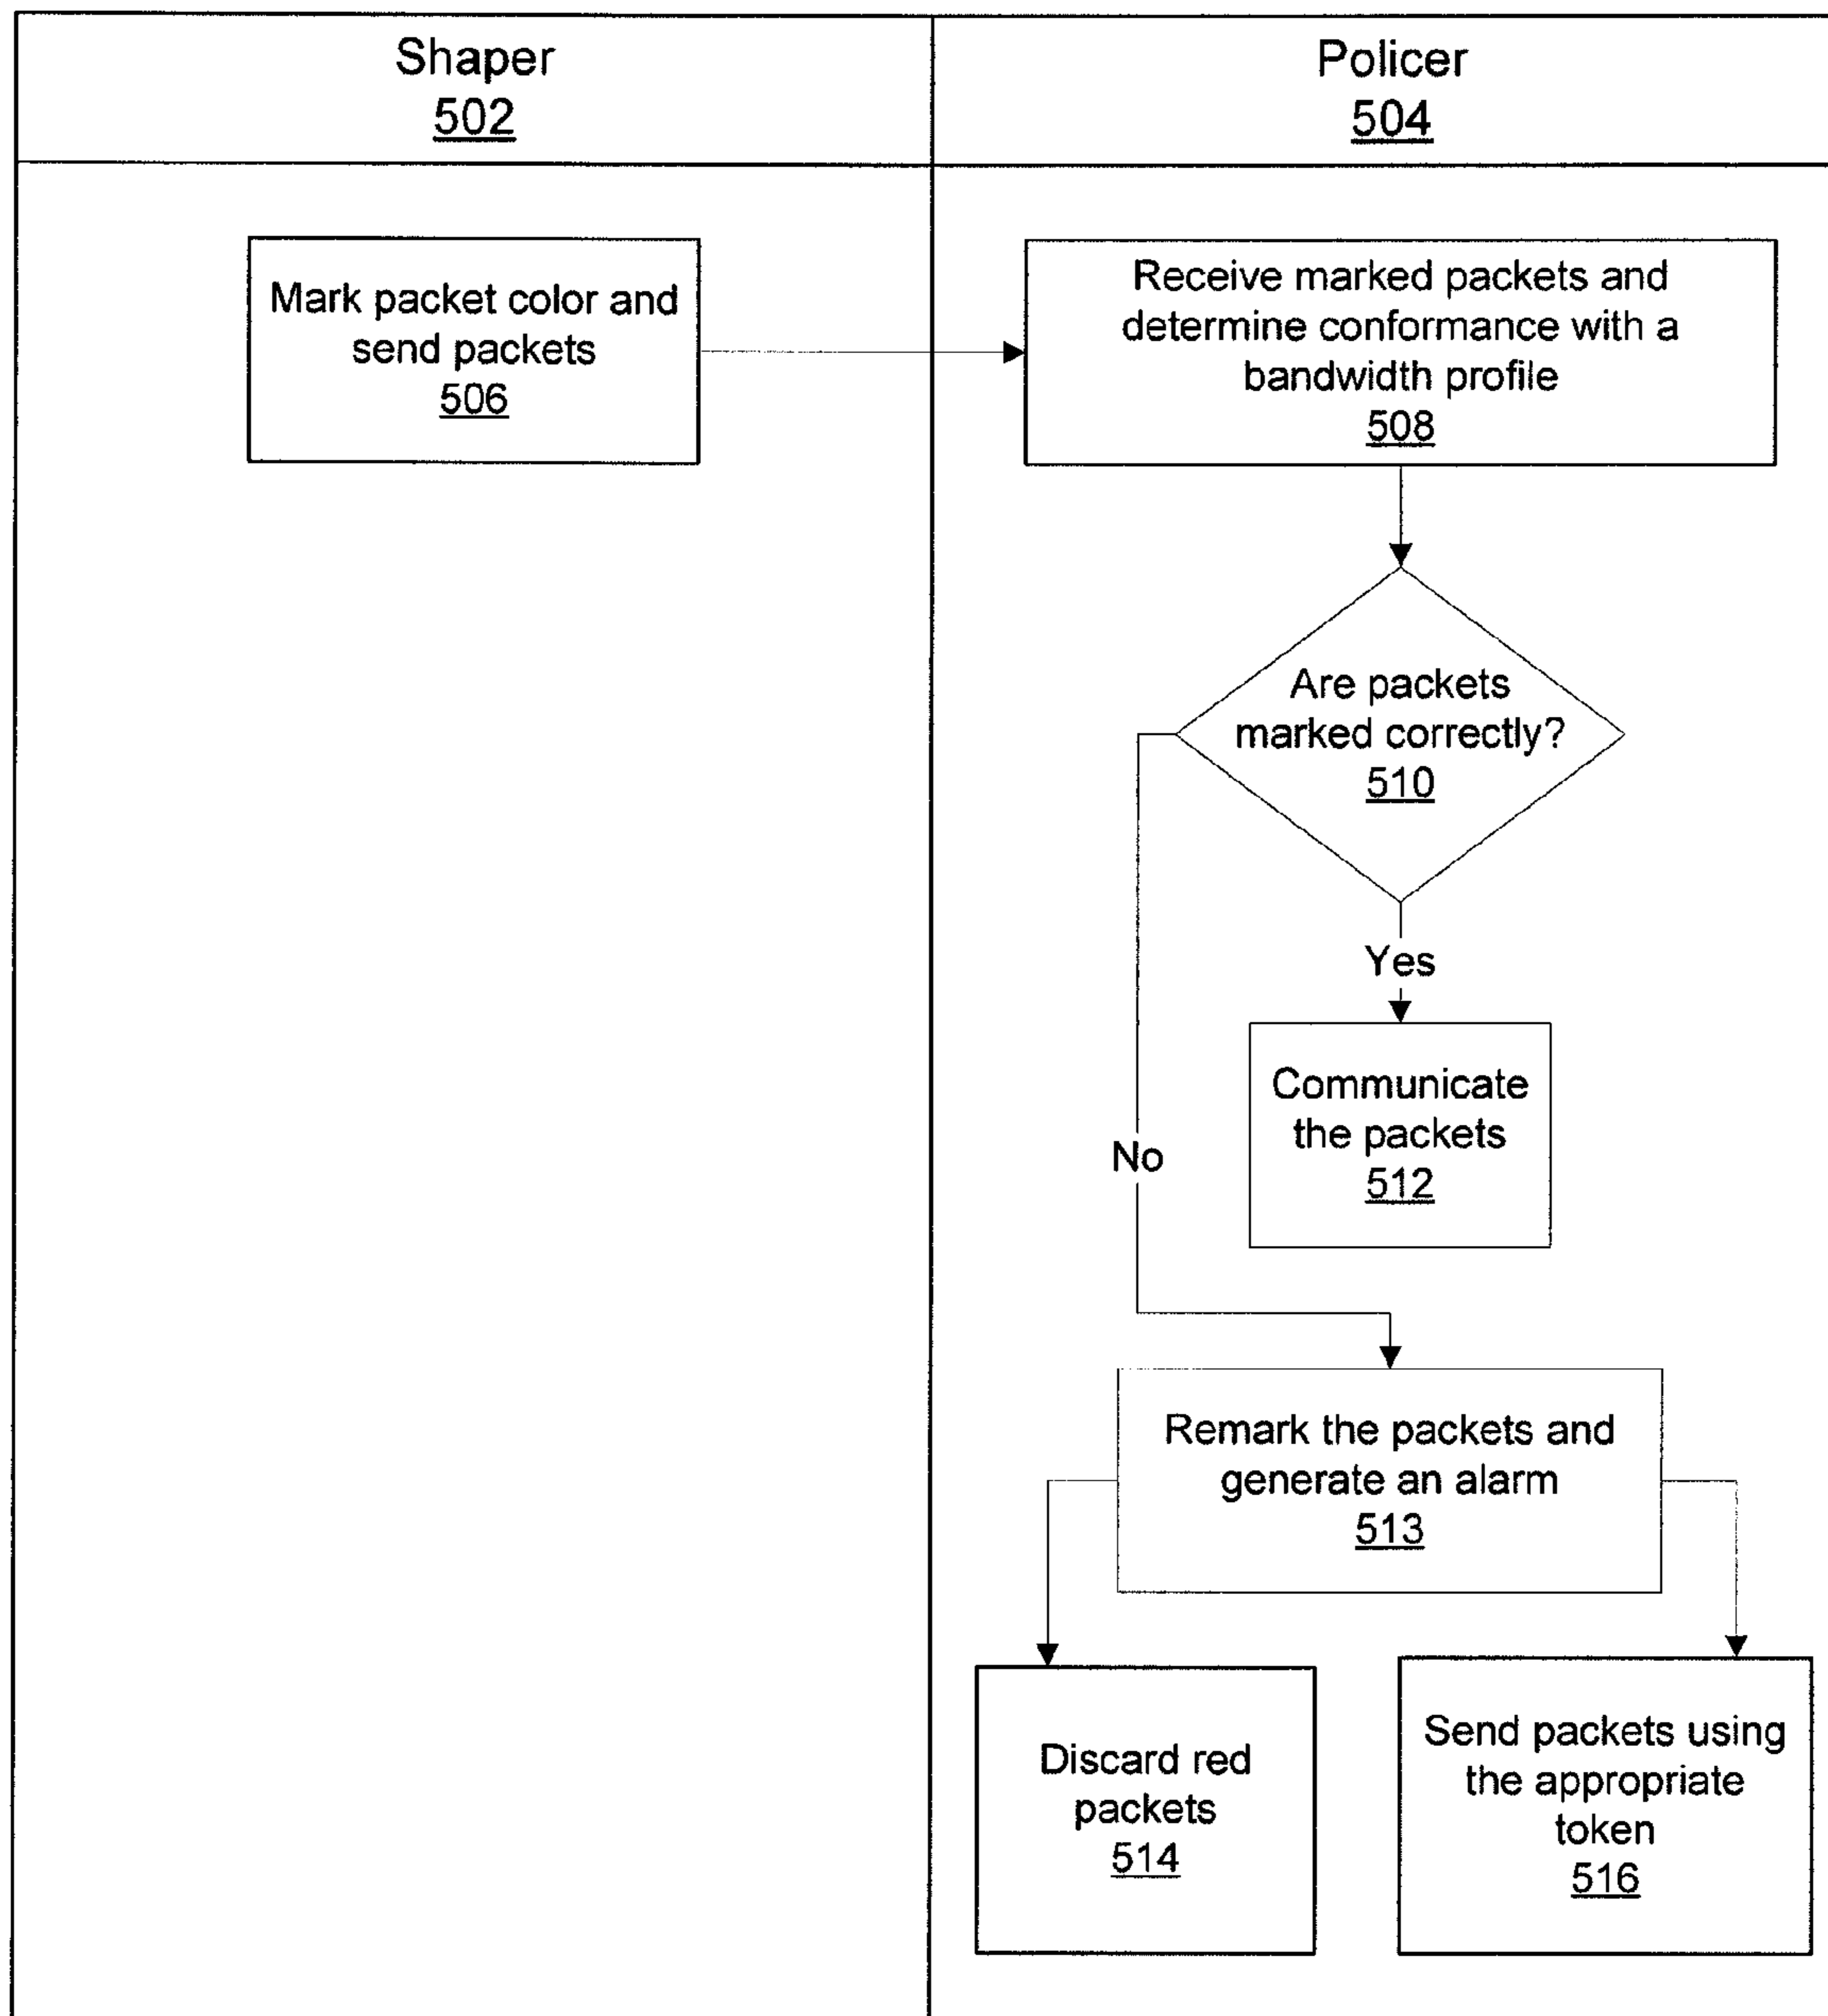 Shaper
502
Policer
504
Mark packet color and
send packets
506
Receive marked packets and
determine conformance with a
bandwidth profile
508
Are packets
marked correctly?
510
Yes
Communicate
the packets
512
No
Remark the packets and
generate an alarm
513
Discard red
packets
514
Send packets using
the appropriate
token
516